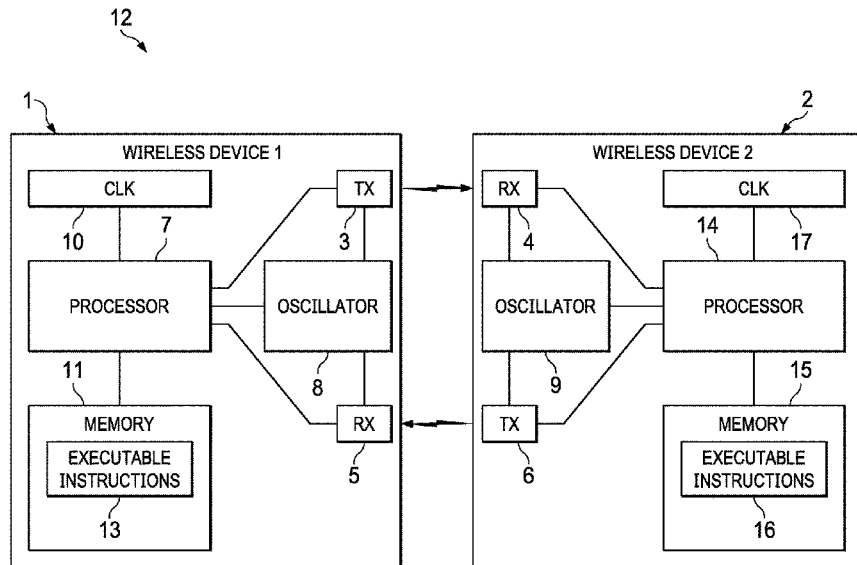 12
1
2
WIRELESS DEVICE 1
WIRELESS DEVICE 2
CLK
TX
RX
CLK
10
7
3
4
14
17
PROCESSOR
OSCILLATOR
OSCILLATOR
PROCESSOR
11
8
9
15
MEMORY
RX
TX
MEMORY
EXECUTABLE
INSTRUCTIONS
EXECUTABLE
INSTRUCTIONS
5
6
13
16